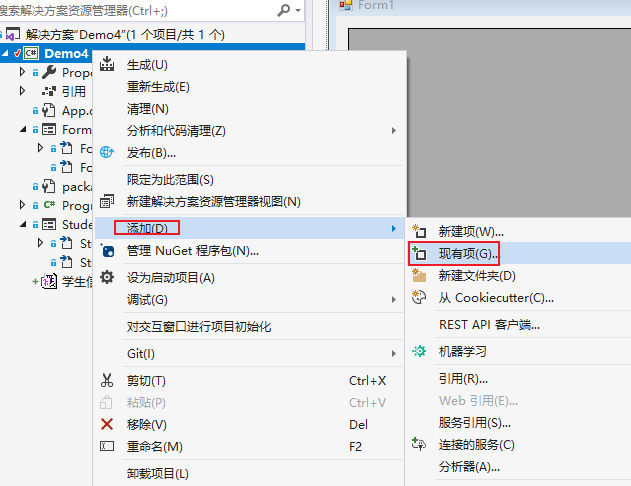 搜索解决方案资源管理器(Ctrl+;)
解决方案"Demo4"(1 个项目/共 1 个)
Demo4
Prope
引用
App.c
Form
Fo
Fo
packa
Progr
Stude
St
St
学生信
Form1
生成(U)
重新生成(E)
清理(N)
分析和代码清理(Z)
发布(B)...
限定为此范围(S)
新建解决方案资源管理器视图(N)
添加(D)
管理 NuGet 程序包(N)...
设为启动项目(A)
调试(G)
对交互窗口进行项目初始化
Git(I)
剪切(T) Ctrl+X
粘贴(P) Ctrl+V
移除(V) Del
重命名(M) F2
卸载项目(L)
新建项(W)...
现有项(G)...
新建文件夹(D)
从 Cookiecutter(C)...
REST API 客户端...
机器学习
引用(R)...
Web 引用(E)...
服务引用(S)...
连接的服务(C)
分析器(A)...